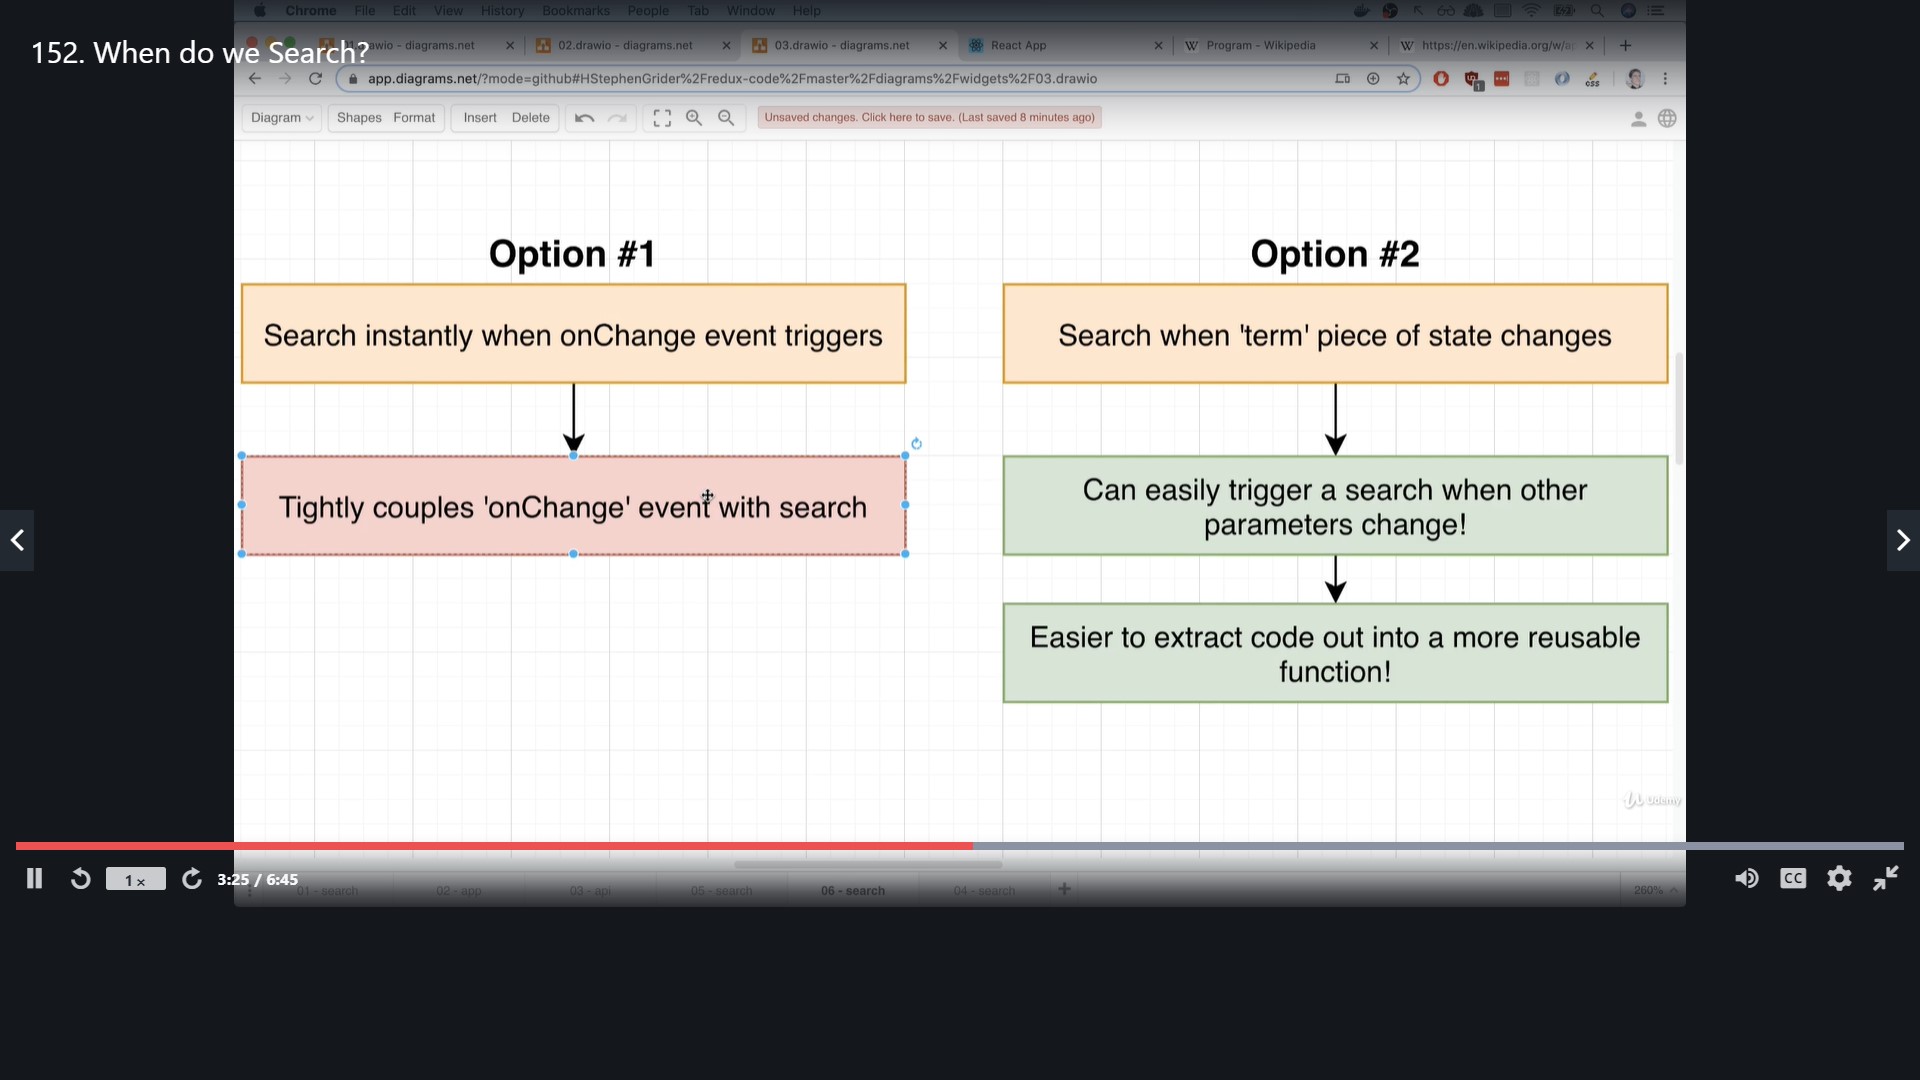 Chrome File Edit View History Bookmarks People Tab Window Help
152. When do we Search?
drawio - diagrams.net
02.drawio - diagrams.net
03.drawio - diagrams.net
React App
Program - Wikipedia
https://en.wikipedia.org/w/ap
app.diagrams.net/?mode=github#HStephenGrider%2Fredux-code%2Fmaster%2Fdiagrams%2Fwidgets%2F03.drawio
Diagram Shapes Format Insert Delete
Unsaved changes. Click here to save. (Last saved 8 minutes ago)
Option #1
Search instantly when onChange event triggers
Tightly couples 'onChange' event with search
Option #2
Search when 'term' piece of state changes
Can easily trigger a search when other
parameters change!
Easier to extract code out into a more reusable
function!
Udemy
1x
3:25 / 6:45
CC
01 - search
02 - app
03 - api
05 - search
06 - search
04 - search
260%